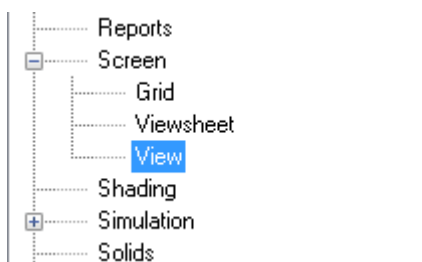 Reports
Screen
Grid
Viewsheet
View
Shading
Simulation
Solids